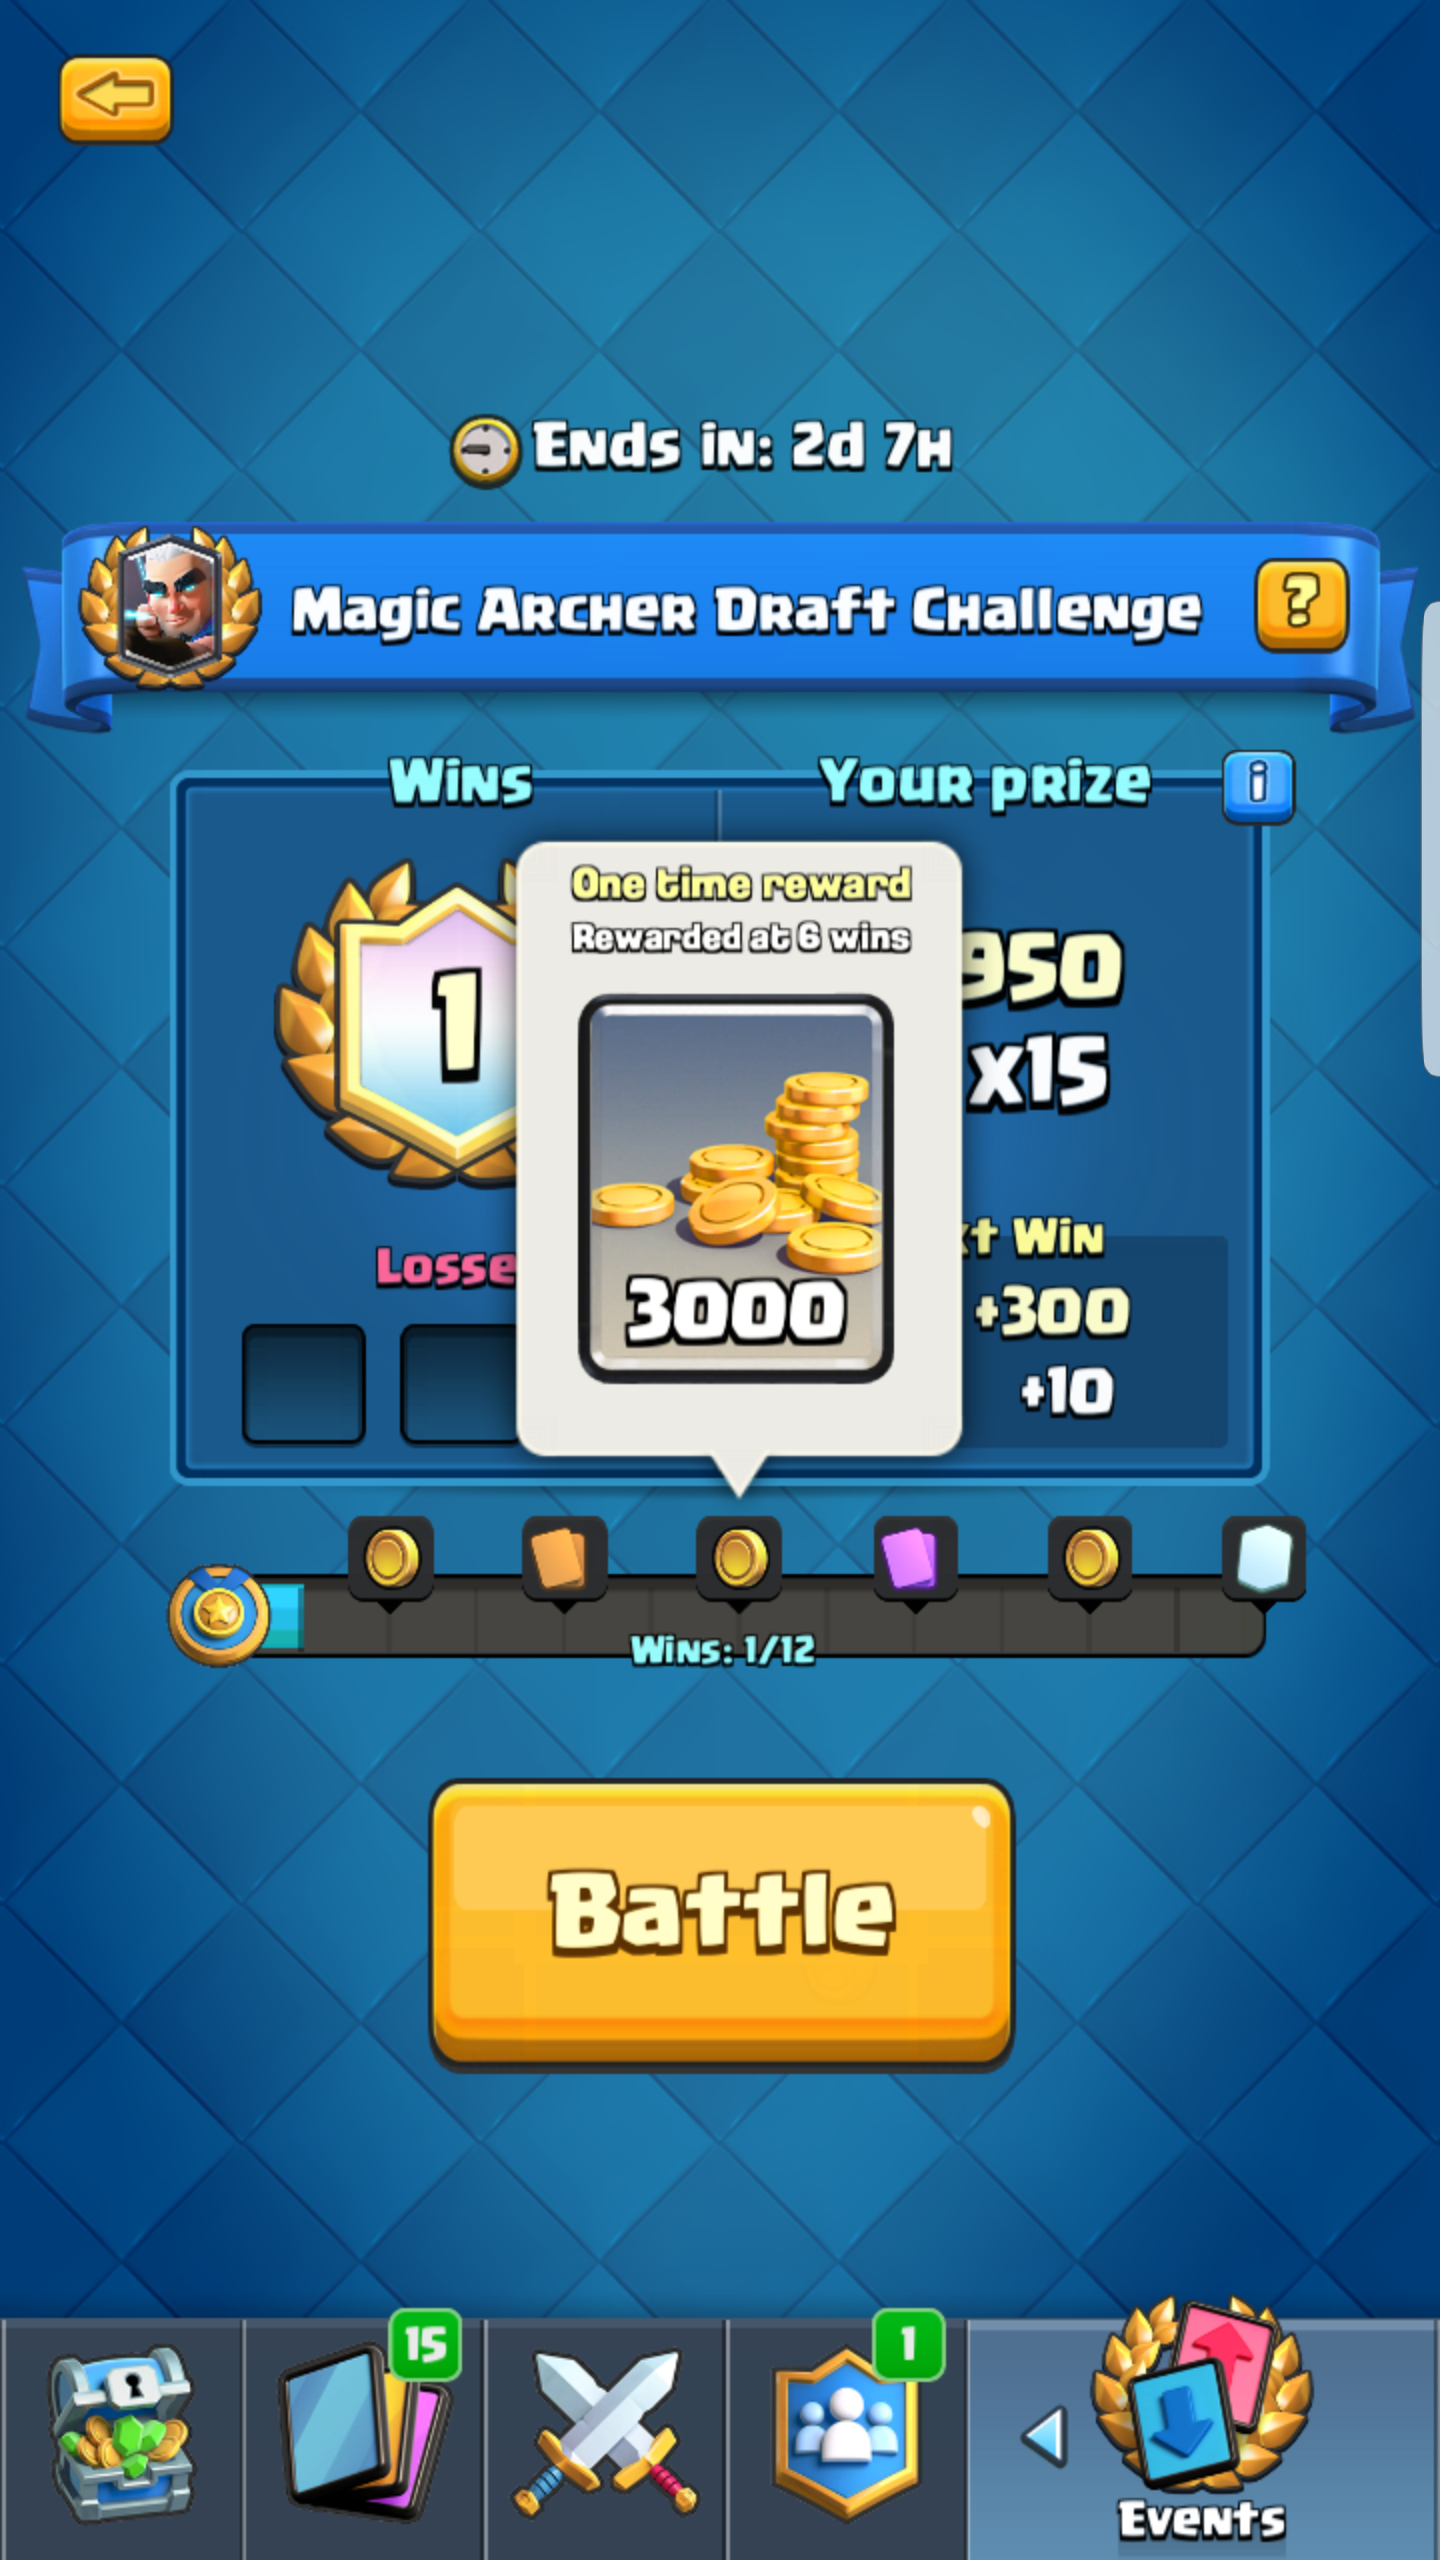 Ends in: 2d 7h
Magic Archer Draft Challenge
?
Wins
Your prize
i
One time reward
Rewarded at 6 wins
1
950
x15
Losse
Win
+300
+10
3000
Wins: 1/12
Battle
15
1
Events